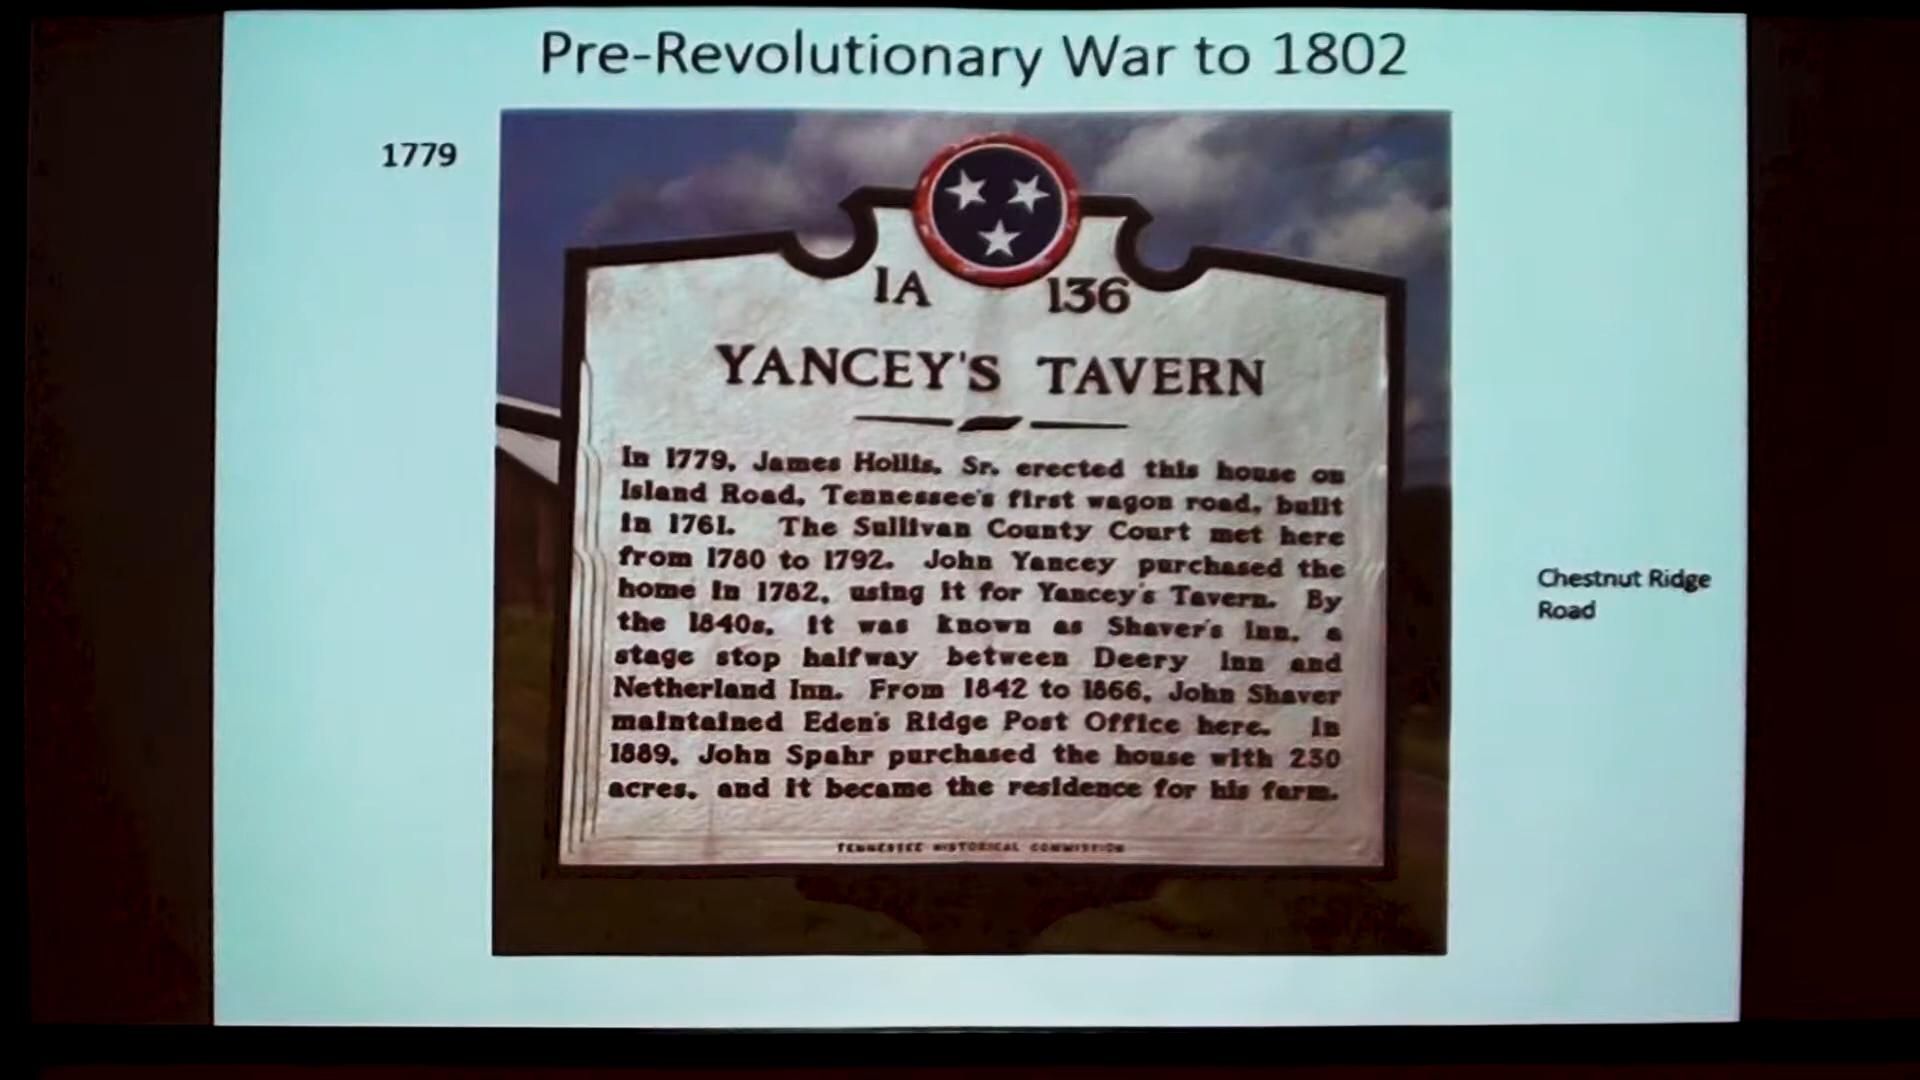 Pre-Revolutionary War to 1802
1779
1A 136
YANCEY'S TAVERN
In 1779, James Hollis, Sr. erected this house on
Island Road, Tennessee's first wagon road, built
in 1761. The Sullivan County Court met here
from 1780 to 1792. John Yancey purchased the
home in 1782, using it for Yancey's Tavern. By
the 1840s, it was known as Shaver's Inn, a
stage stop halfway between Deery Inn and
Netherland Inn. From 1842 to 1866, John Shaver
maintained Eden's Ridge Post Office here. In
1889, John Spahr purchased the house with 230
acres, and it became the residence for his farm.
TENNESSEE HISTORICAL COMMISSION
Chestnut Ridge
Road